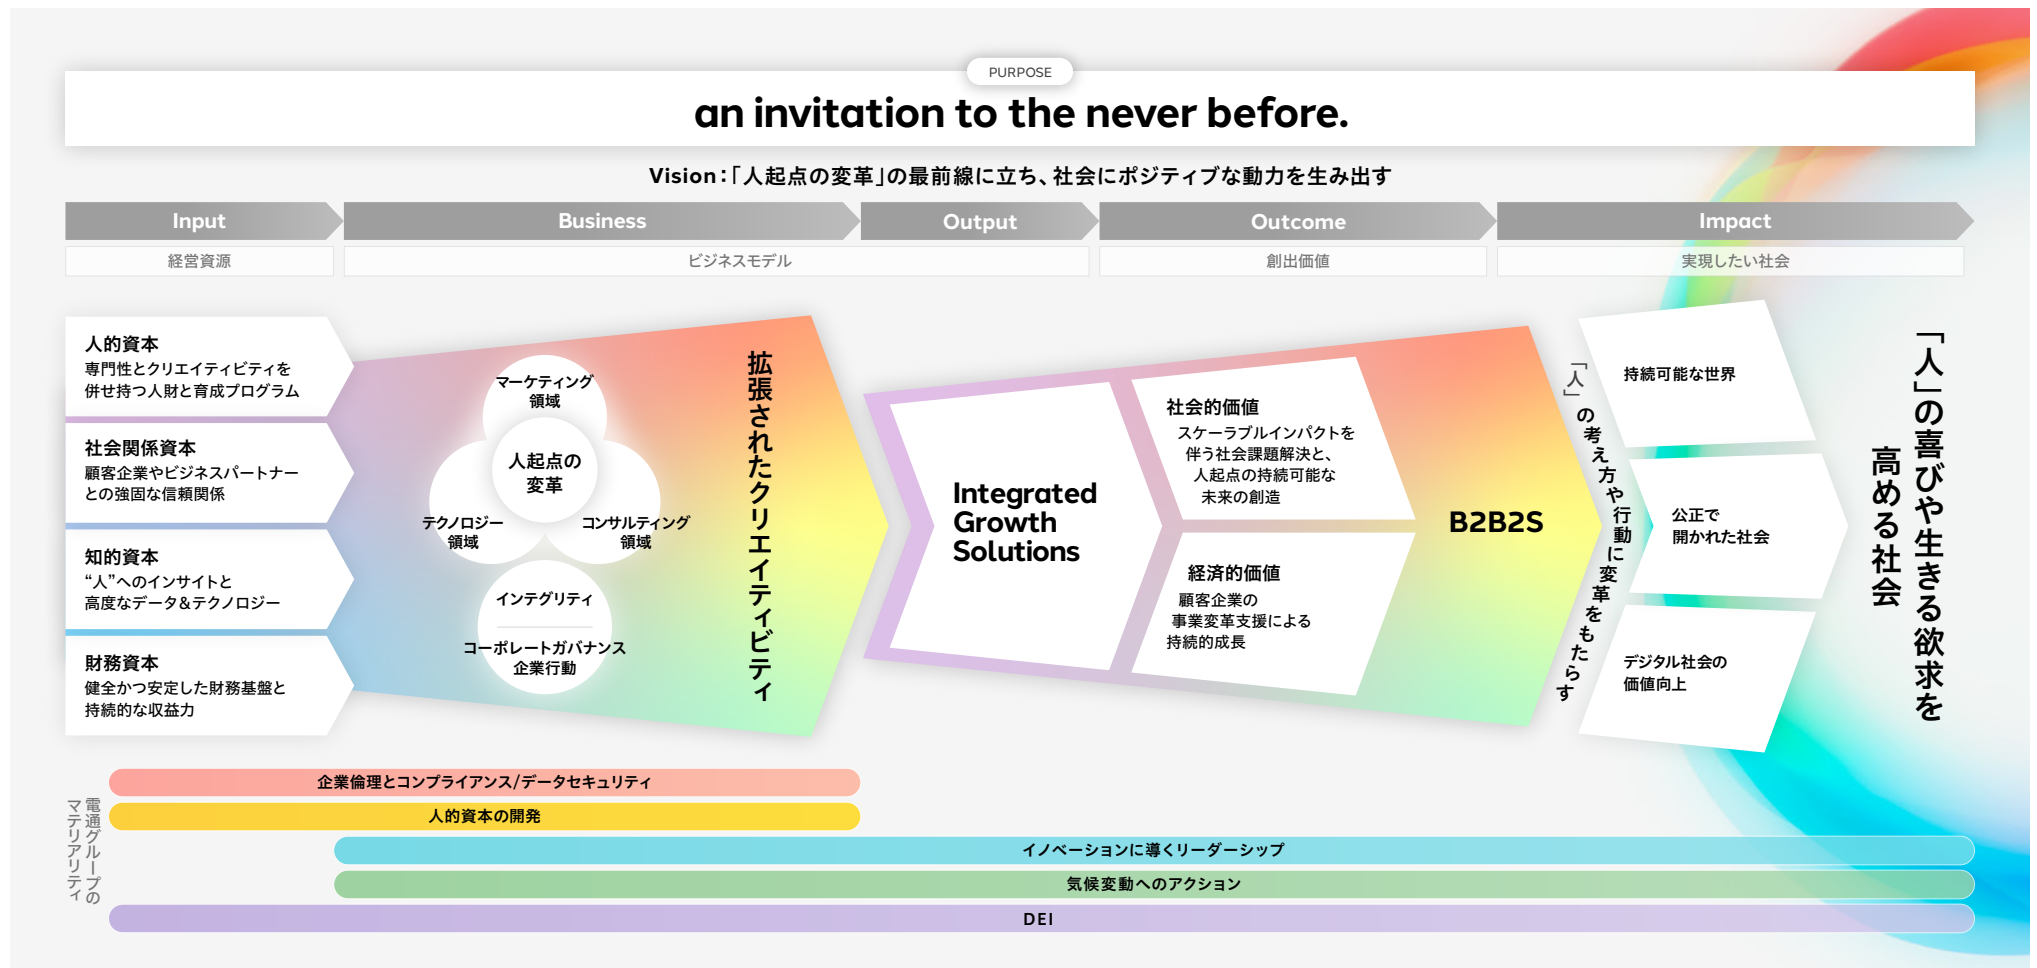 PURPOSE
an invitation to the never before.
Vision：「人起点の変革」の最前線に立ち、社会にポジティブな動力を生み出す
Input
Business
Output
Outcome
Impact
経営資源
ビジネスモデル
創出価値
実現したい社会
人的資本
専門性とクリエイティビティを
併せ持つ人財と育成プログラム
社会関係資本
顧客企業やビジネスパートナー
との強固な信頼関係
知的資本
“人”へのインサイトと
高度なデータ&テクノロジー
財務資本
健全かつ安定した財務基盤と
持続的な収益力
マーケティング
領域
人起点の
変革
テクノロジー
領域
コンサルティング
領域
インテグリティ
コーポレートガバナンス
企業行動
拡張されたクリエイティビティ
Integrated
Growth
Solutions
社会的価値
スケーラブルインパクトを
伴う社会課題解決と、
人起点の持続可能な
未来の創造
経済的価値
顧客企業の
事業変革支援による
持続的成長
B2B2S
「人」の考え方や行動に変革をもたらす
持続可能な世界
公正で
開かれた社会
デジタル社会の
価値向上
「人」の喜びや生きる欲求を
高める社会
電通グループの
マテリアリティ
企業倫理とコンプライアンス/データセキュリティ
人的資本の開発
イノベーションに導くリーダーシップ
気候変動へのアクション
DEI